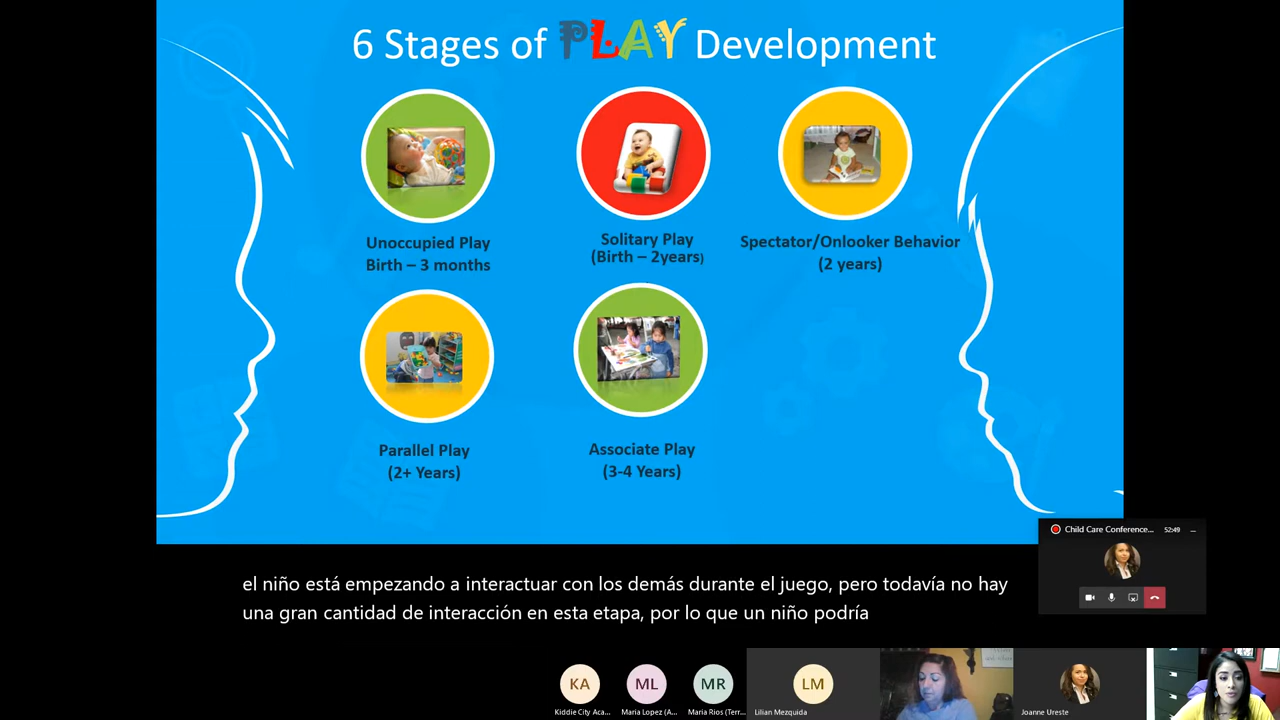 6 Stages of PLAY Development
Unoccupied Play
Birth – 3 months
Solitary Play
(Birth – 2years)
Spectator/Onlooker Behavior
(2 years)
Parallel Play
(2+ Years)
Associate Play
(3-4 Years)
Child Care Conference... 52:49
el niño está empezando a interactuar con los demás durante el juego, pero todavía no hay
una gran cantidad de interacción en esta etapa, por lo que un niño podría
KA
ML
MR
LM
Kiddie City Aca...
Maria Lopez (A...
Maria Rios (Terr...
Lilian Mezquida
Joanne Ureste